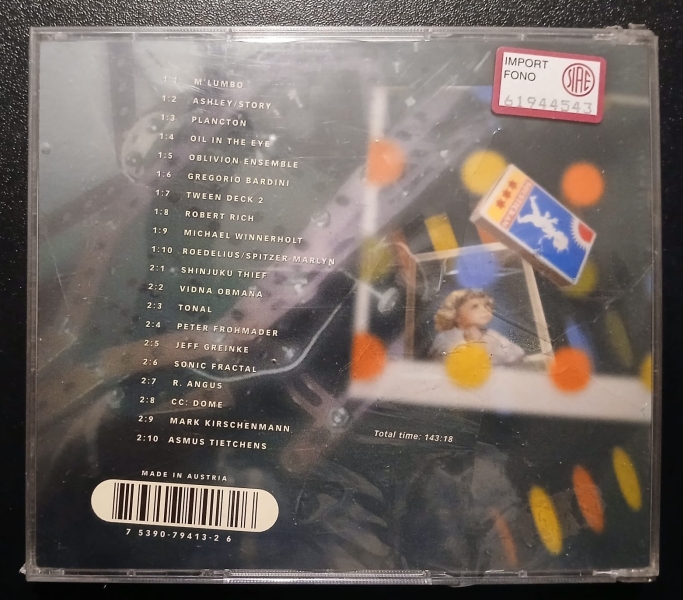 IMPORT
FONO
SIAE
61944543
1:1 M'LUMBO
1:2 ASHLEY/STORY
1:3 PLANCTON
1:4 OIL IN THE EYE
1:5 OBLIVION ENSEMBLE
1:6 GREGORIO BARDINI
1:7 TWEEN DECK 2
1:8 ROBERT RICH
1:9 MICHAEL WINNERHOLT
1:10 ROEDELIUS/SPITZER-MARLYN
2:1 SHINJUKU THIEF
2:2 VIDNA OBMANA
2:3 TONAL
2:4 PETER FROHMADER
2:5 JEFF GREINKE
2:6 SONIC FRACTAL
2:7 R. ANGUS
2:8 CC: DOME
2:9 MARK KIRSCHENMANN
2:10 ASMUS TIETCHENS
Total time: 143:18
MADE IN AUSTRIA
7 5390-79413-2 6